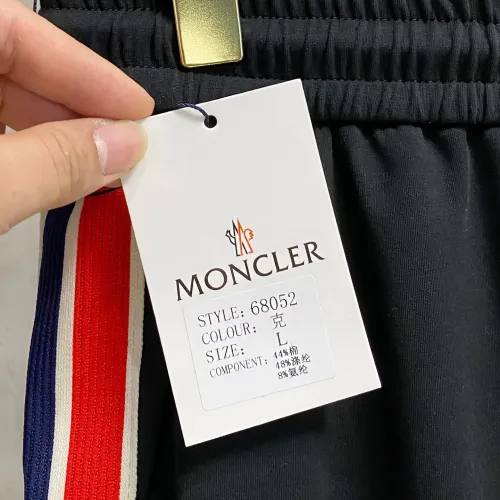 MONCLER
STYLE: 68052
COLOUR: 克
SIZE: L
COMPONENT: 44%棉
48%涤纶
8%氨纶